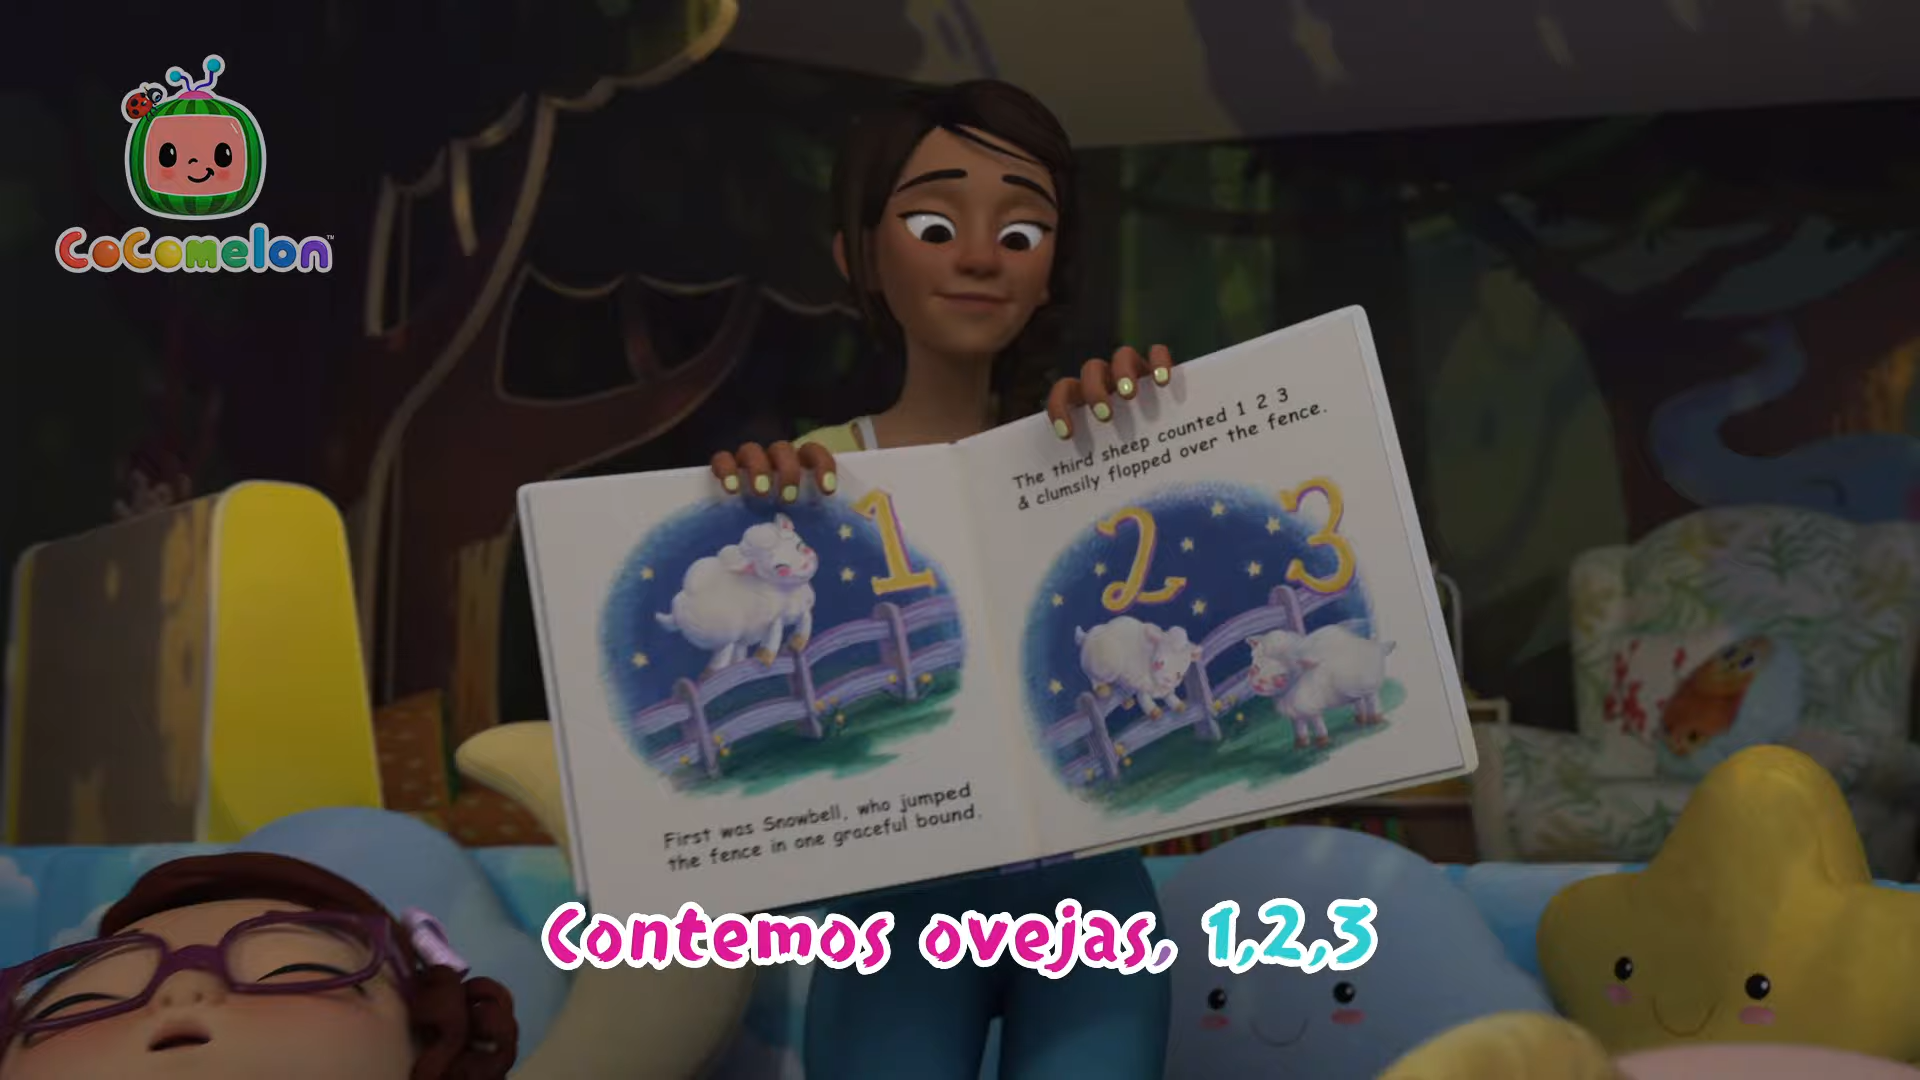 CoComelon™
The third sheep counted 1 2 3
& clumsily flopped over the fence.
1
2 3
First was Snowbell, who jumped
the fence in one graceful bound.
Contemos ovejas, 1,2,3